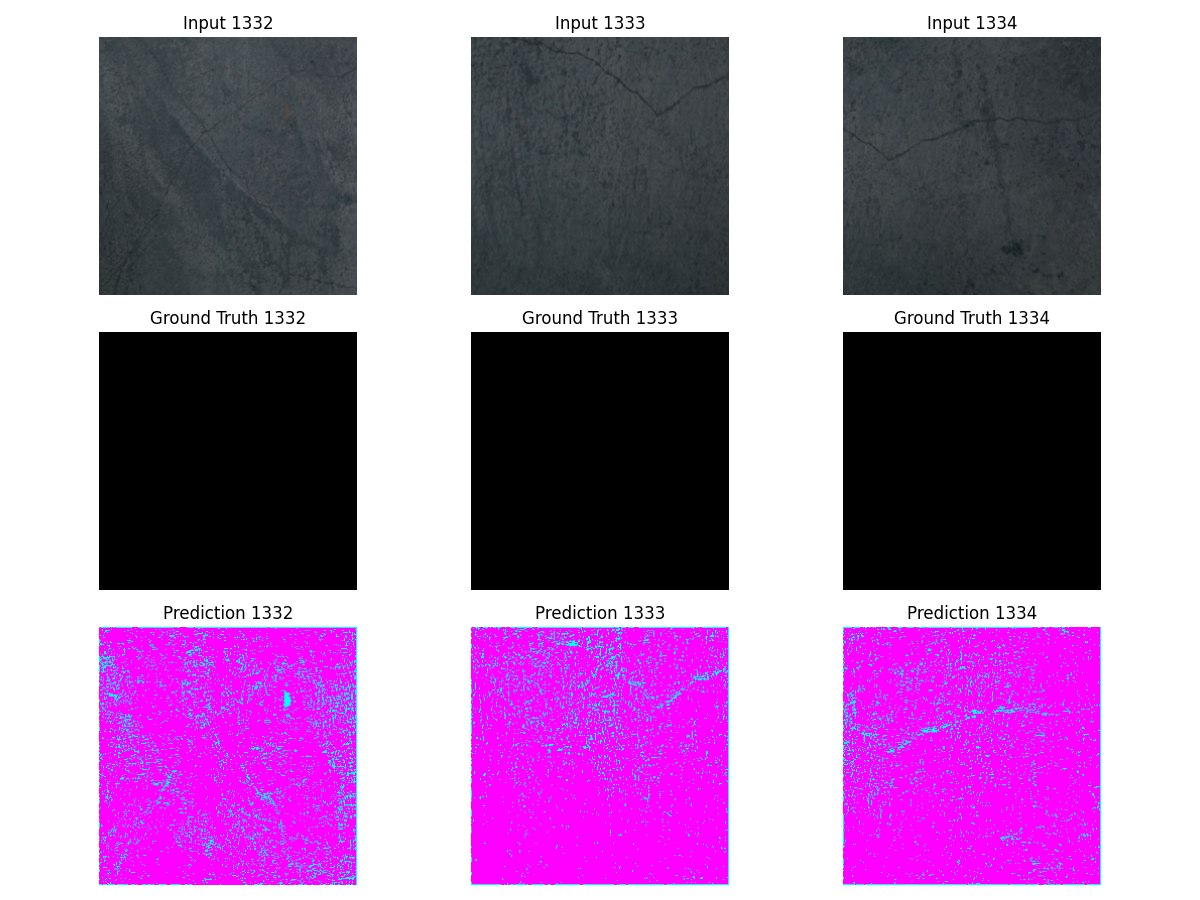 Input 1332
Input 1333
Input 1334
Ground Truth 1332
Ground Truth 1333
Ground Truth 1334
Prediction 1332
Prediction 1333
Prediction 1334